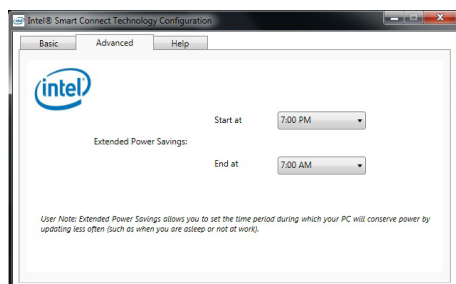 Intel® Smart Connect Technology Configuration
Basic
Advanced
Help
intel
Start at
7:00 PM
Extended Power Savings:
End at
7:00 AM
User Note: Extended Power Savings allows you to set the time period during which your PC will conserve power by
updating less often (such as when you are asleep or not at work).